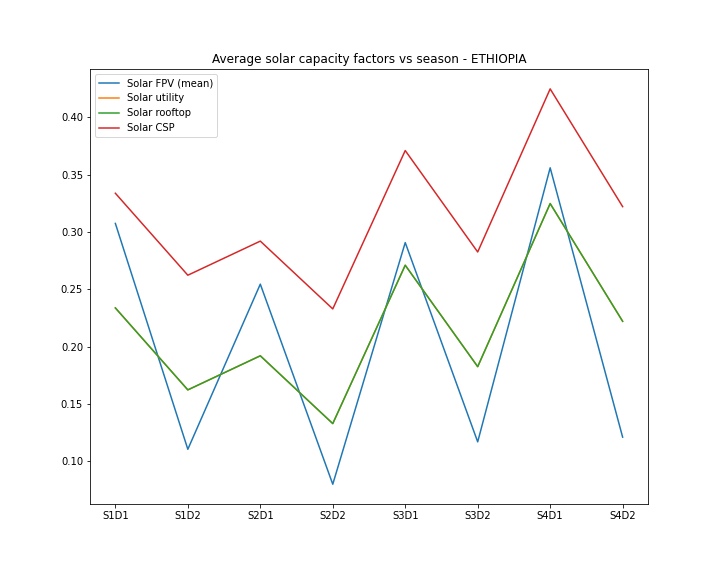 Average solar capacity factors vs season - ETHIOPIA
Solar FPV (mean)
Solar utility
Solar rooftop
Solar CSP
0.40
0.35
0.30
0.25
0.20
0.15
0.10
S1D1 S1D2 S2D1 S2D2 S3D1 S3D2 S4D1 S4D2